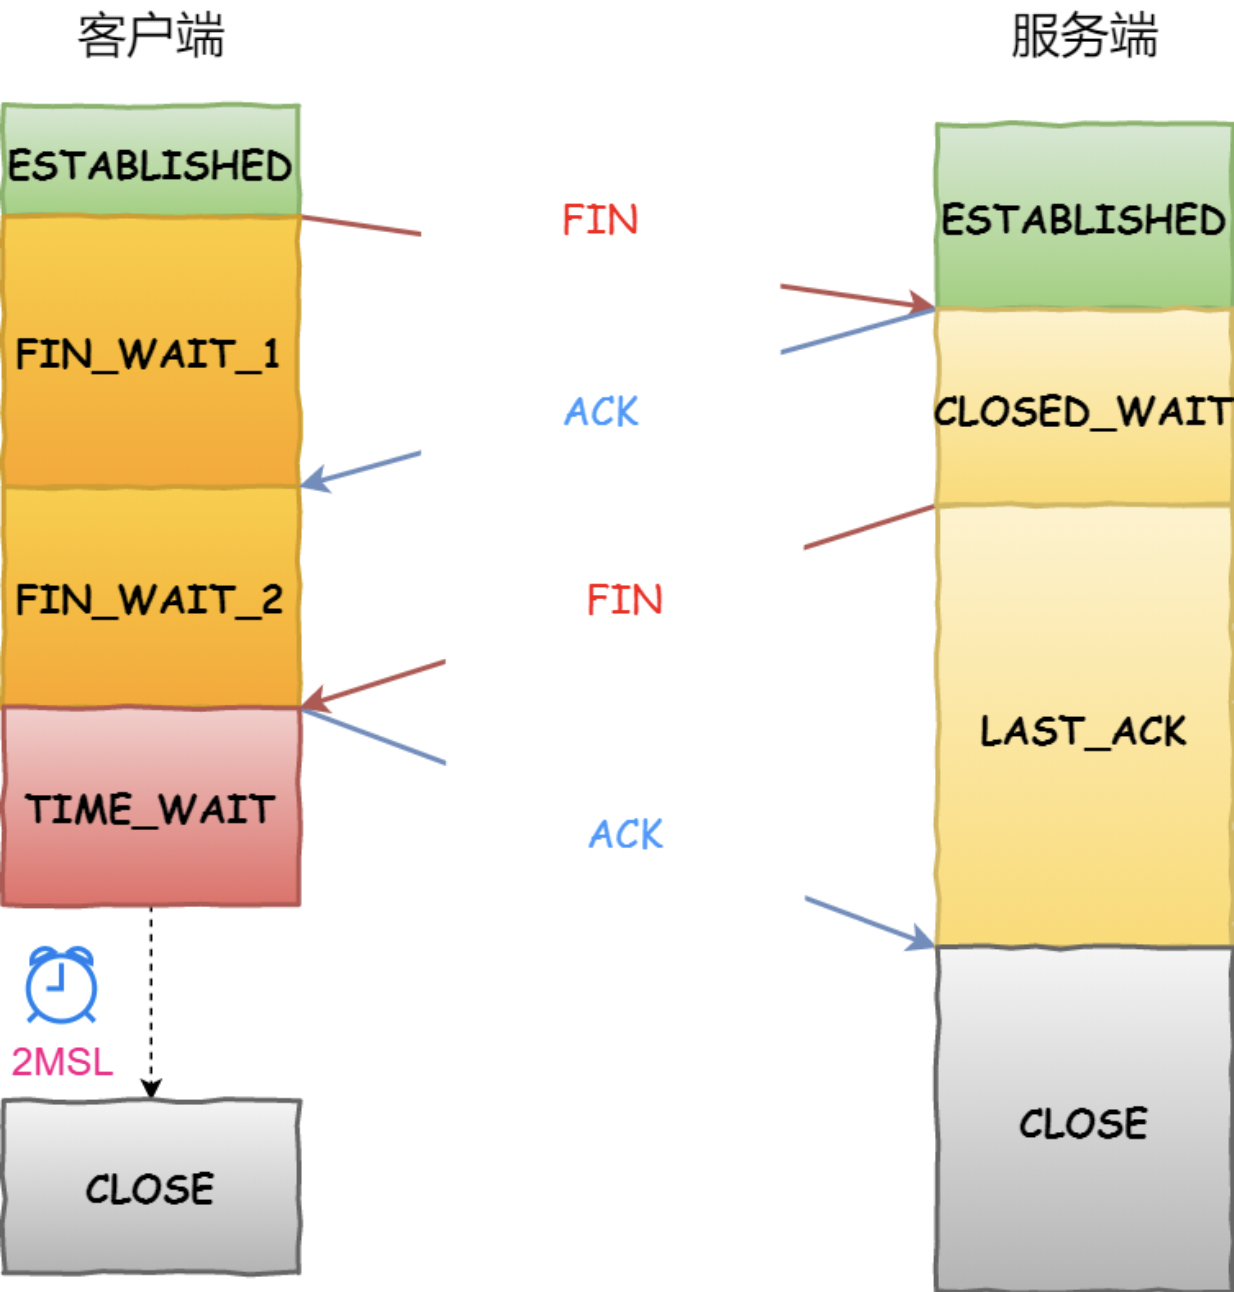 客户端
服务端
ESTABLISHED
FIN
ESTABLISHED
FIN_WAIT_1
ACK
CLOSED_WAIT
FIN_WAIT_2
FIN
LAST_ACK
TIME_WAIT
ACK
2MSL
CLOSE
CLOSE